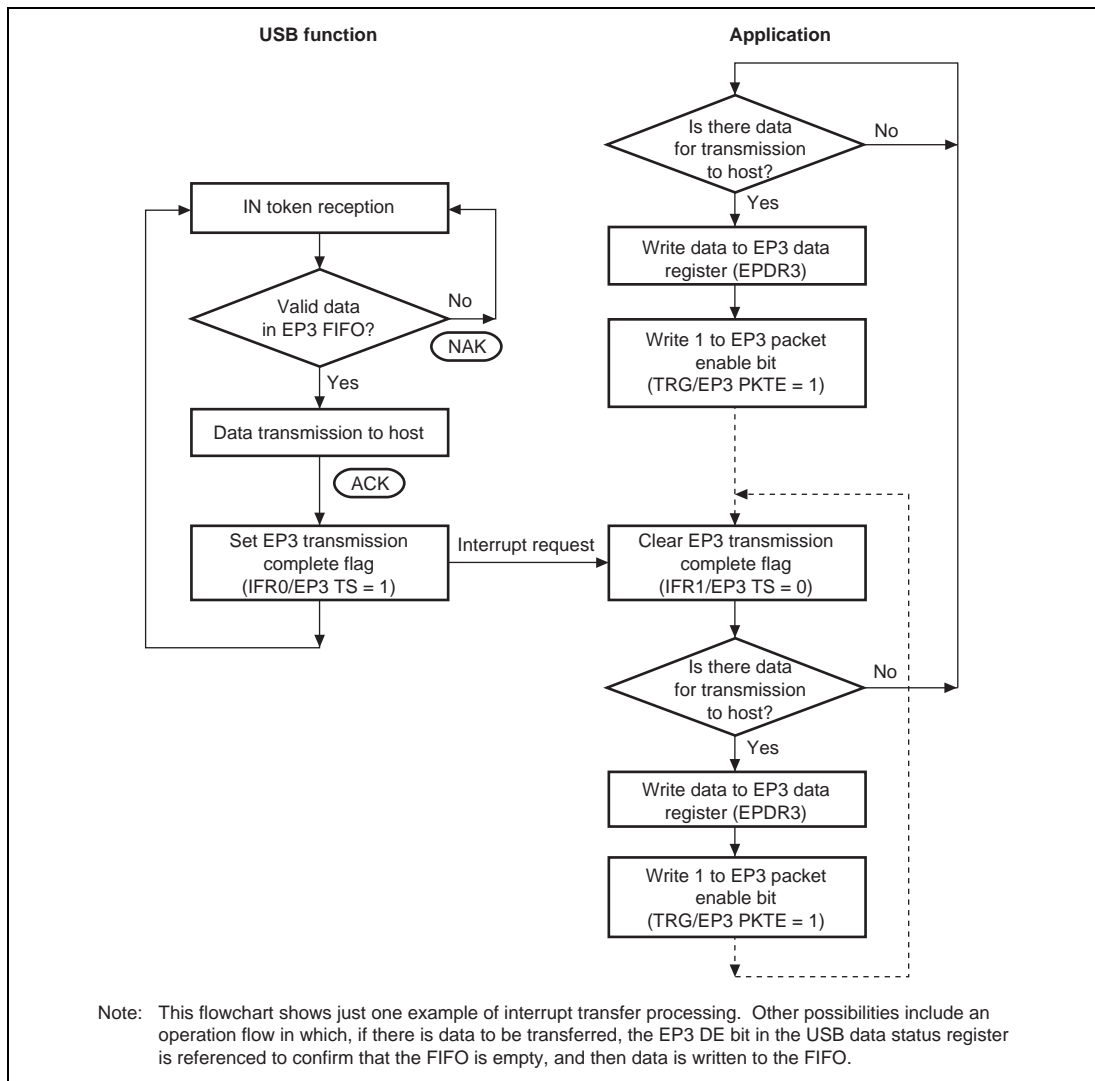 USB function
IN token reception
Valid data
in EP3 FIFO?
No
NAK
Yes
Data transmission to host
ACK
Set EP3 transmission
complete flag
(IFR0/EP3 TS = 1)
Interrupt request
Application
Is there data
for transmission
to host?
No
Yes
Write data to EP3 data
register (EPDR3)
Write 1 to EP3 packet
enable bit
(TRG/EP3 PKTE = 1)
Clear EP3 transmission
complete flag
(IFR1/EP3 TS = 0)
Is there data
for transmission
to host?
No
Yes
Write data to EP3 data
register (EPDR3)
Write 1 to EP3 packet
enable bit
(TRG/EP3 PKTE = 1)
Note: This flowchart shows just one example of interrupt transfer processing. Other possibilities include an
operation flow in which, if there is data to be transferred, the EP3 DE bit in the USB data status register
is referenced to confirm that the FIFO is empty, and then data is written to the FIFO.